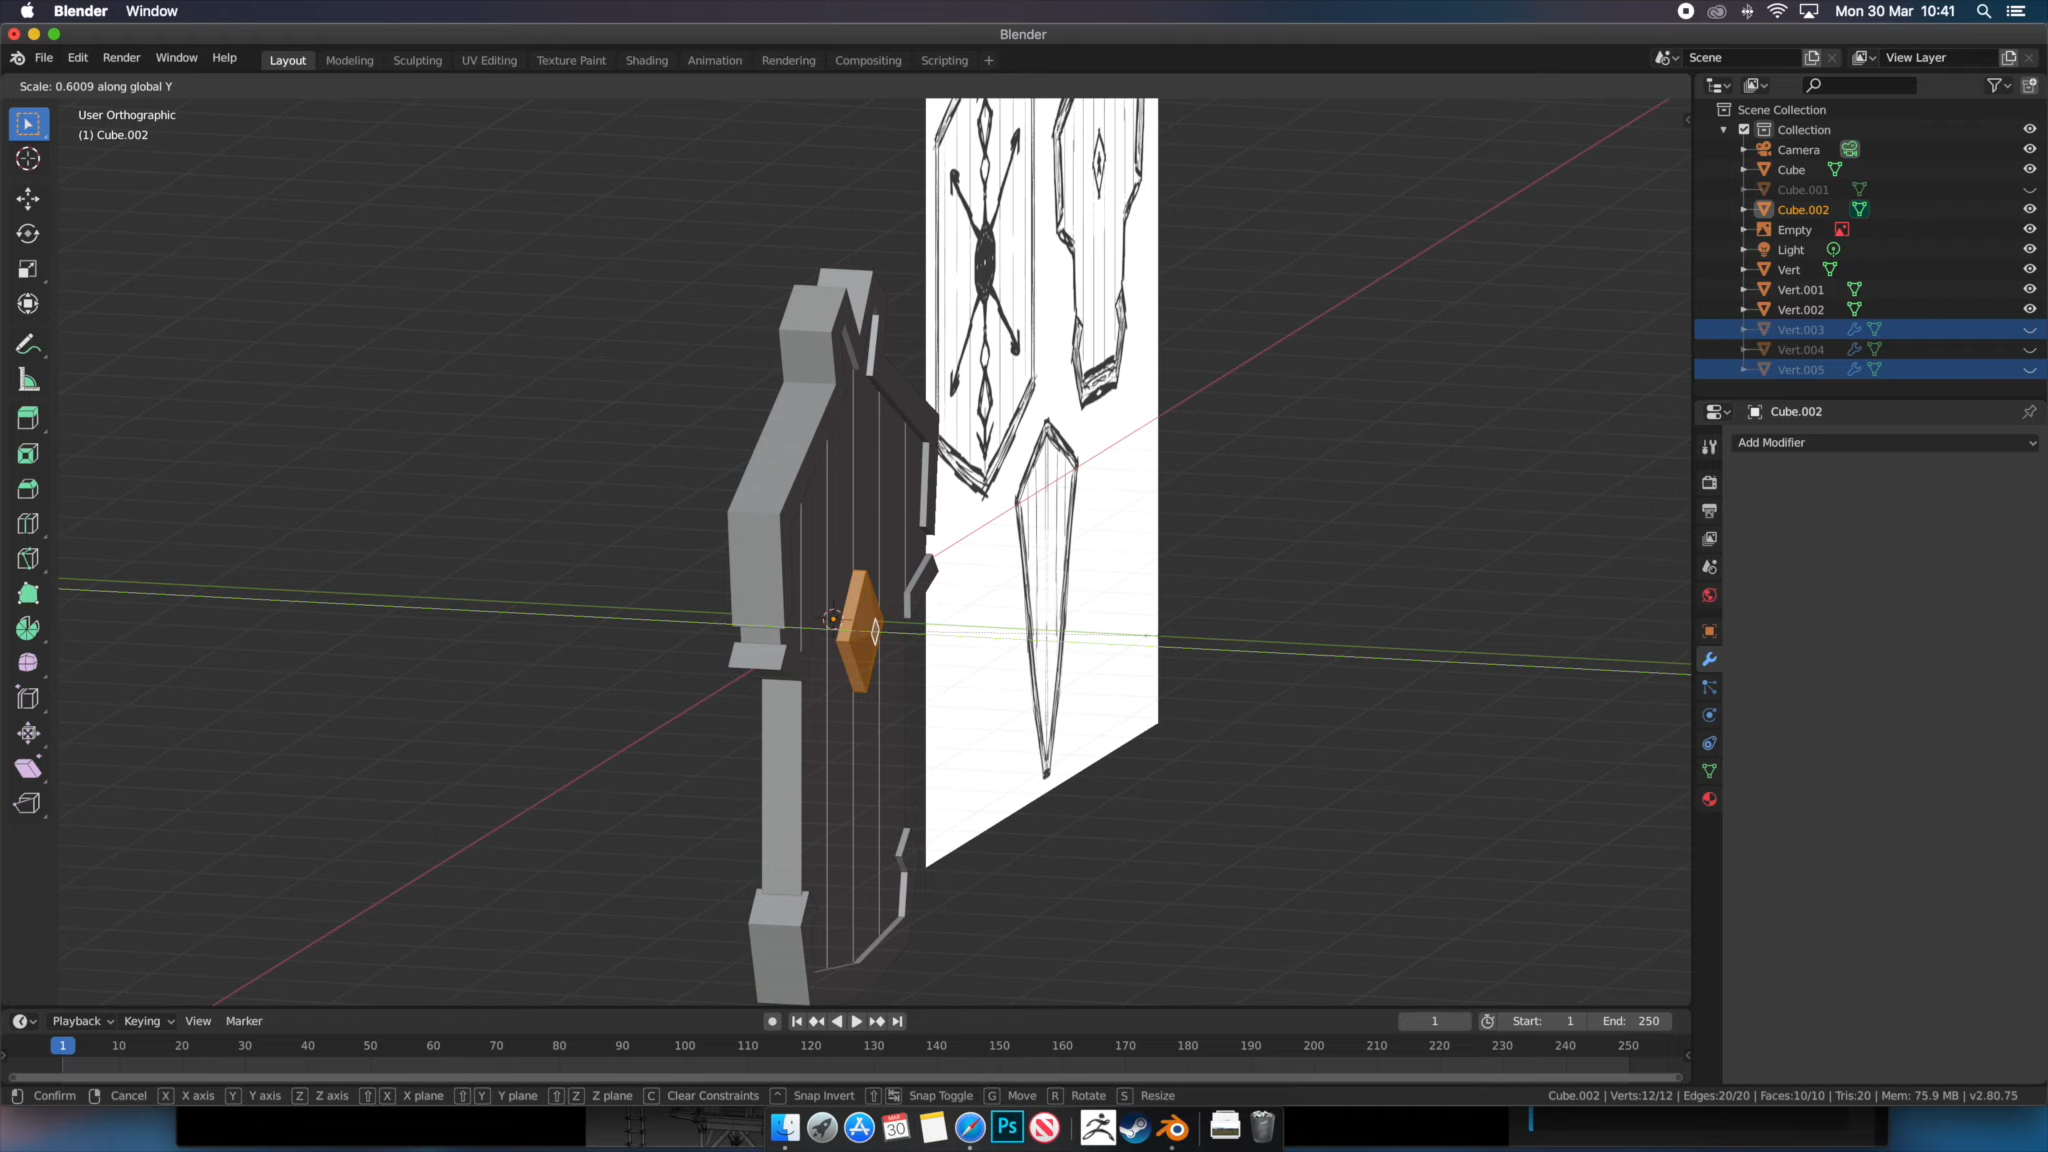 Blender Window Mon 30 Mar 10:41
Blender
File Edit Render Window Help Layout Modeling Sculpting UV Editing Texture Paint Shading Animation Rendering Compositing Scripting + Scene View Layer
Scale: 0.6009 along global Y
User Orthographic
(1) Cube.002
Scene Collection
Collection
Camera
Cube
Cube.001
Cube.002
Empty
Light
Vert
Vert.001
Vert.002
Vert.003
Vert.004
Vert.005
Cube.002
Add Modifier
Playback Keying View Marker 1 Start: 1 End: 250
1 10 20 30 40 50 60 70 80 90 100 110 120 130 140 150 160 170 180 190 200 210 220 230 240 250
Confirm Cancel X X axis Y Y axis Z Z axis X X plane Y Y plane Z Z plane C Clear Constraints ^ Snap Invert Snap Toggle G Move R Rotate S Resize Cube.002 | Verts:12/12 | Edges:20/20 | Faces:10/10 | Tris:20 | Mem: 75.9 MB | v2.80.75
MAR
30
Ps